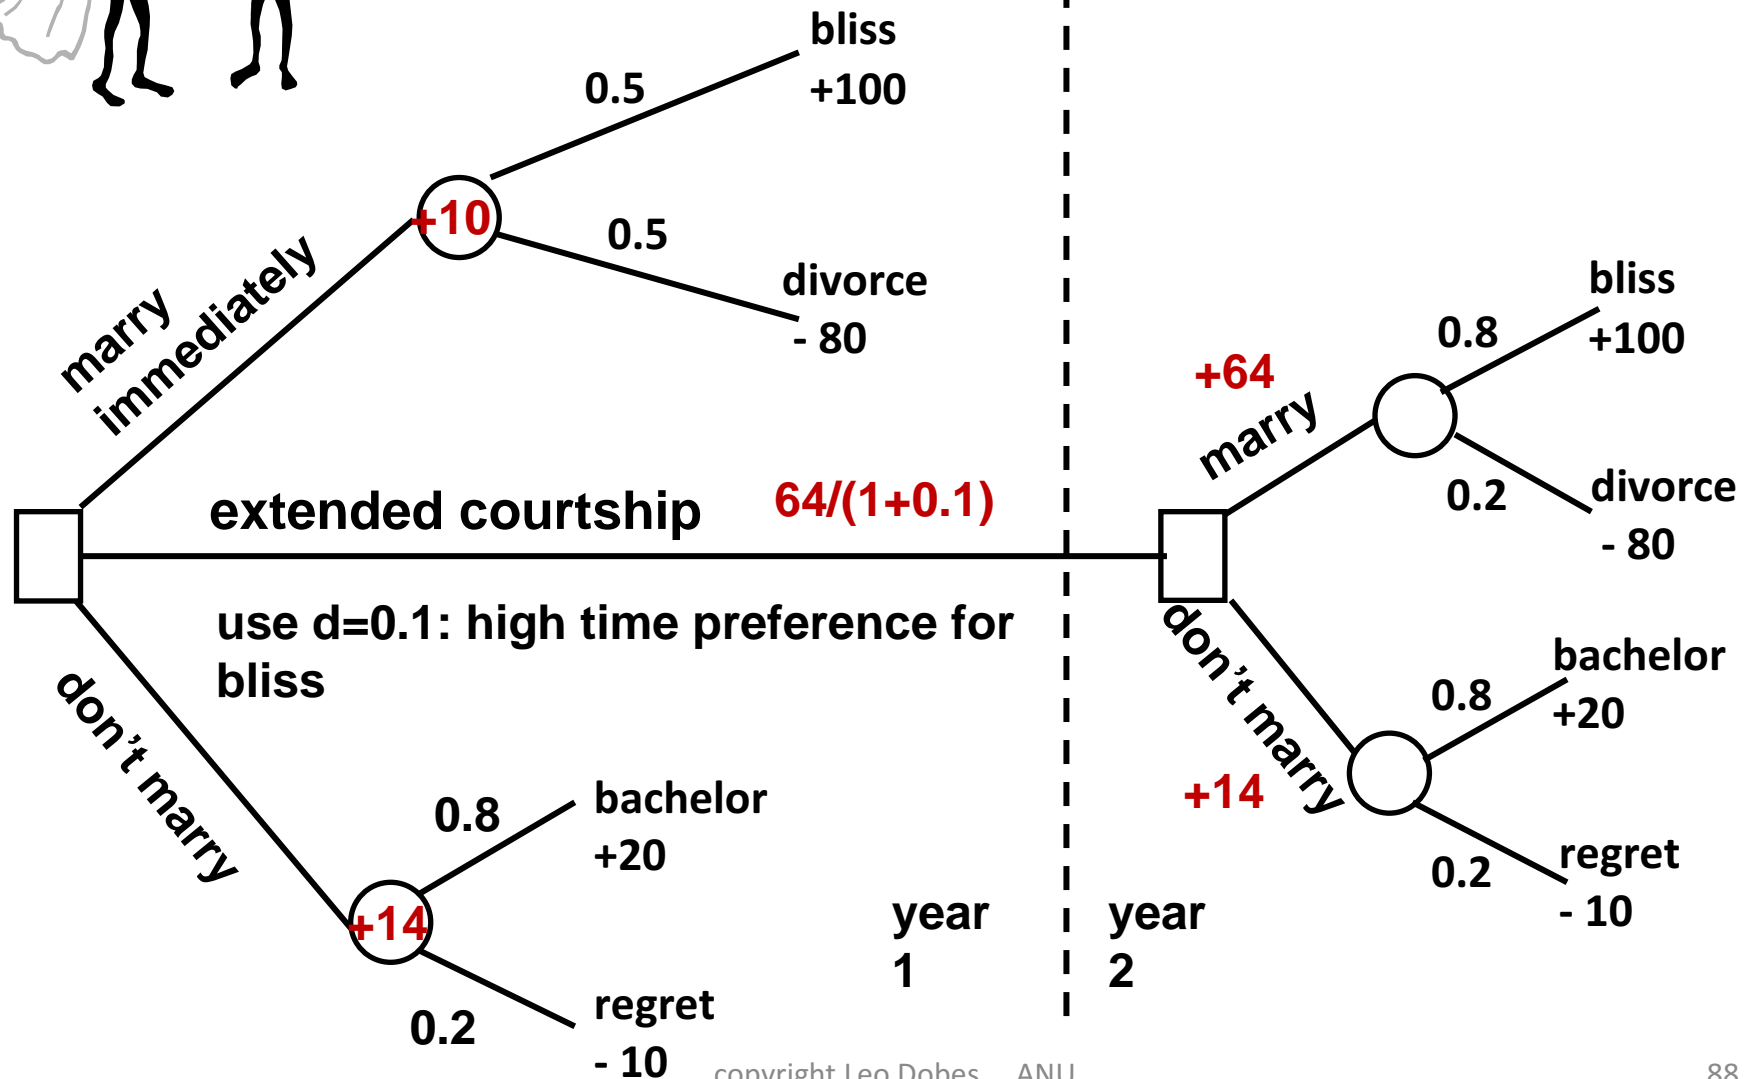 bliss
+100
0.5
+10
0.5
divorce
- 80
marry
immediately
bliss
+100
0.8
+64
marry
0.2
divorce
- 80
extended courtship
64/(1+0.1)
use d=0.1: high time preference for
bliss
don't marry
0.8
bachelor
+20
+14
0.2
regret
- 10
don't marry
+14
0.8
bachelor
+20
0.2
regret
- 10
year
1
year
2
copyright Leo Dobes ANU
88